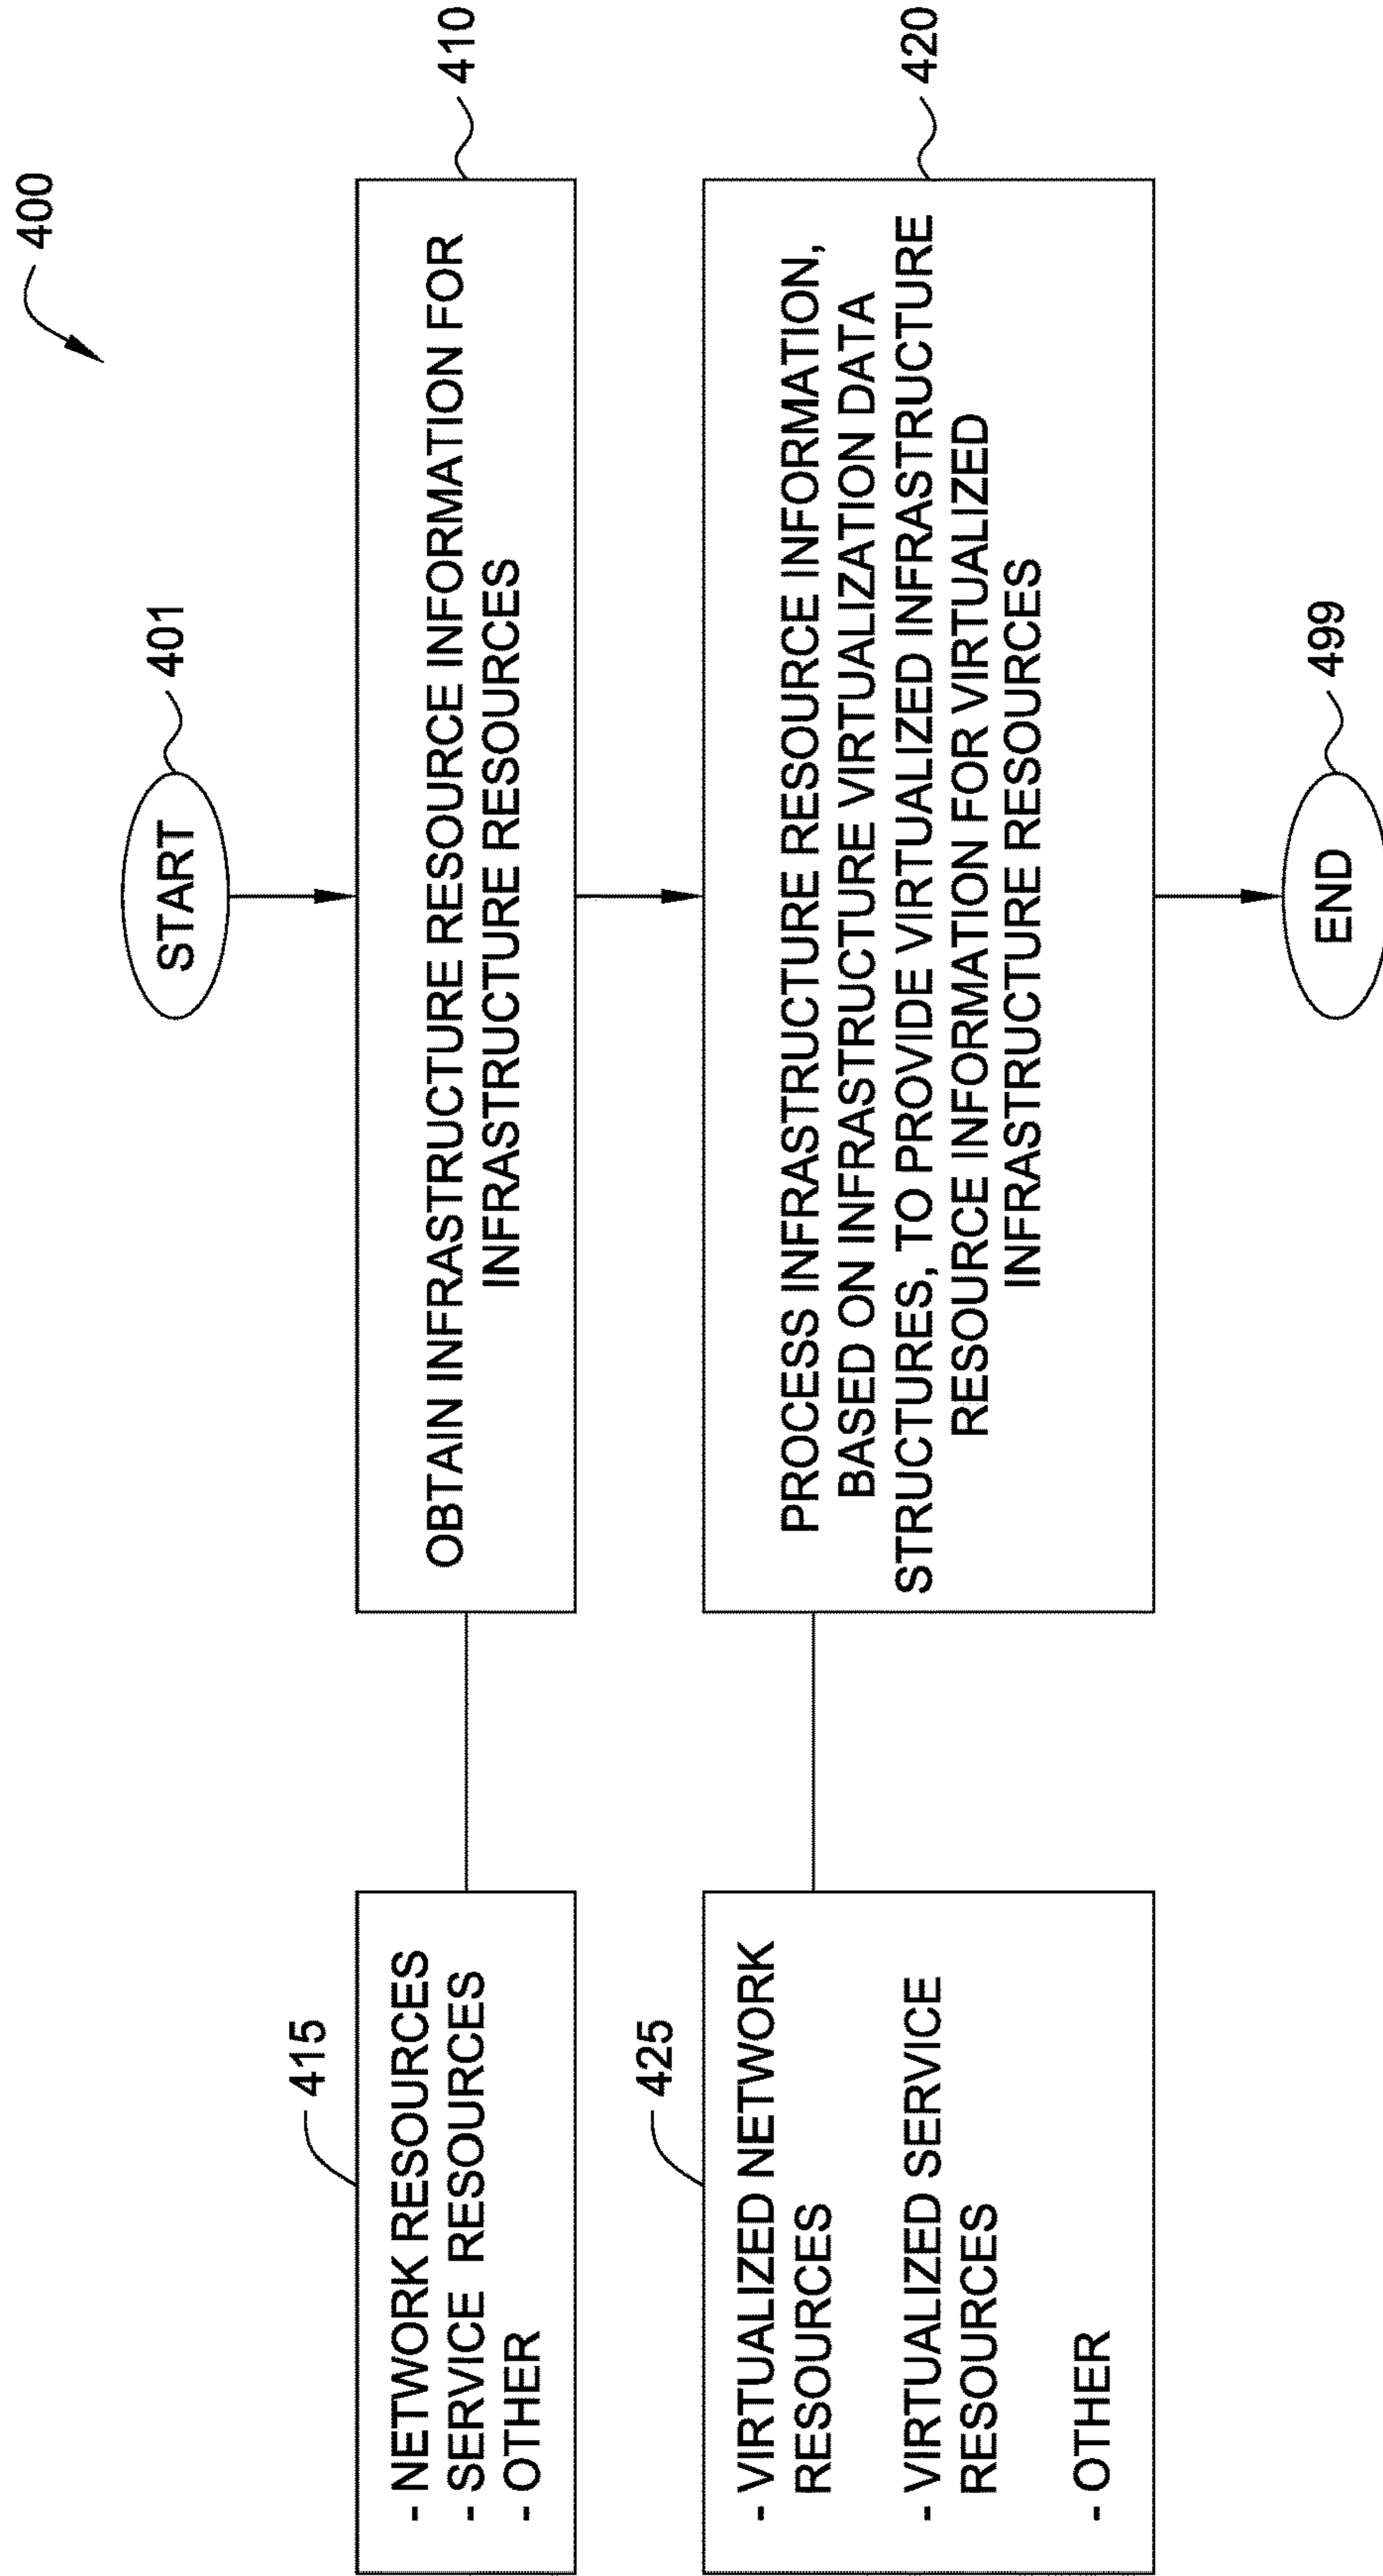 400
START
401
415
- NETWORK RESOURCES
- SERVICE RESOURCES
- OTHER
OBTAIN INFRASTRUCTURE RESOURCE INFORMATION FOR
INFRASTRUCTURE RESOURCES
410
425
- VIRTUALIZED NETWORK
RESOURCES
- VIRTUALIZED SERVICE
RESOURCES
- OTHER
PROCESS INFRASTRUCTURE RESOURCE INFORMATION,
BASED ON INFRASTRUCTURE VIRTUALIZATION DATA
STRUCTURES, TO PROVIDE VIRTUALIZED INFRASTRUCTURE
RESOURCE INFORMATION FOR VIRTUALIZED
INFRASTRUCTURE RESOURCES
420
END
499